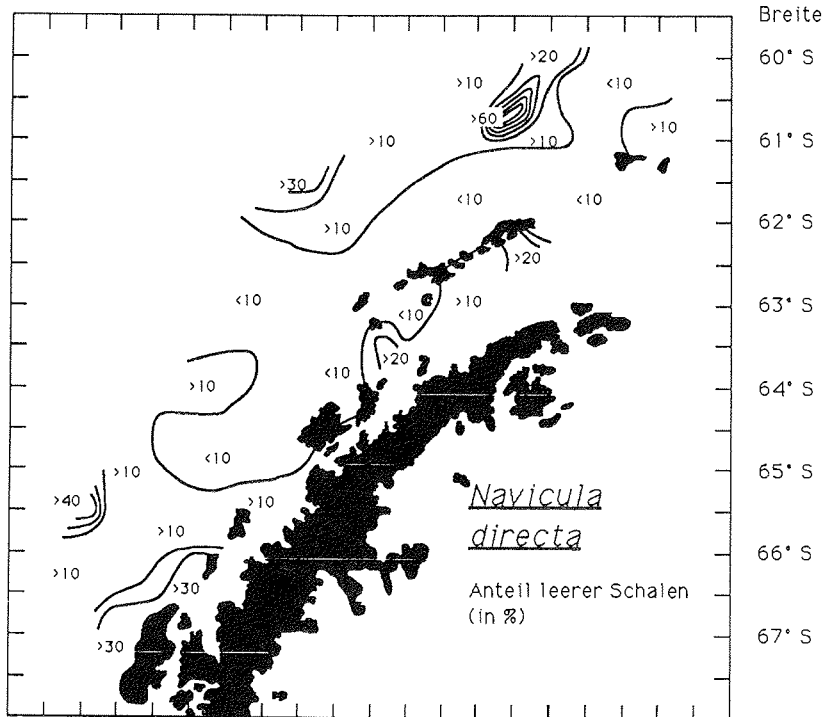 Breite
>20
60° S
>10
<10
>60
>10
>10
61° S
>10
>30
<10
<10
>10
62° S
>20
<10
>10
63° S
<10
>20
>10
<10
64° S
<10
>10
65° S
>40
>10
Navicula
directa
>10
66° S
>10
>30
Anteil leerer Schalen
(in %)
>30
67° S